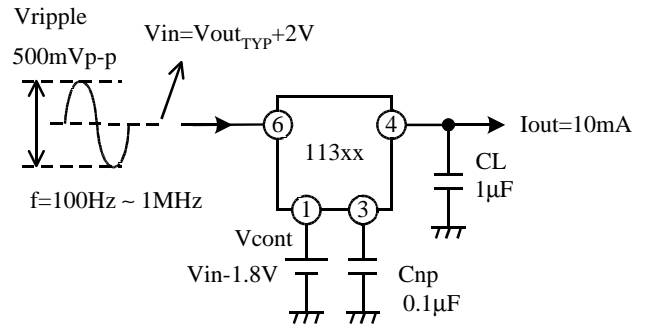 Vripple
500mVp-p
Vin=VoutTYP+2V
f=100Hz ~ 1MHz
6
4
113xx
1
3
Iout=10mA
CL
1μF
Vcont
Vin-1.8V
Cnp
0.1μF